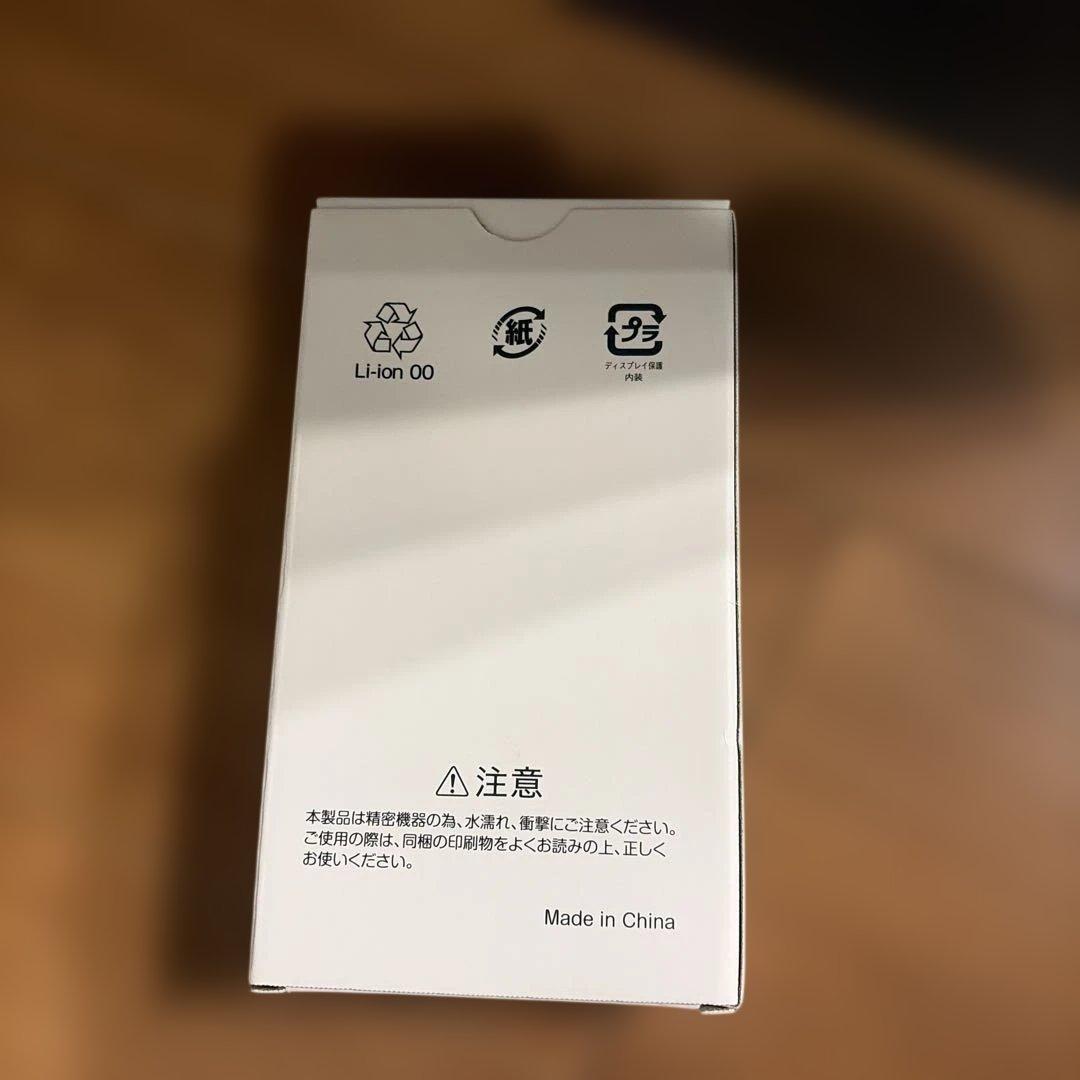 Li-ion 00
紙
プラ
ディスプレイ保護
内装
注意
本製品は精密機器の為、水濡れ、衝撃にご注意ください。
ご使用の際は、同梱の印刷物をよくお読みの上、正しく
お使いください。
Made in China